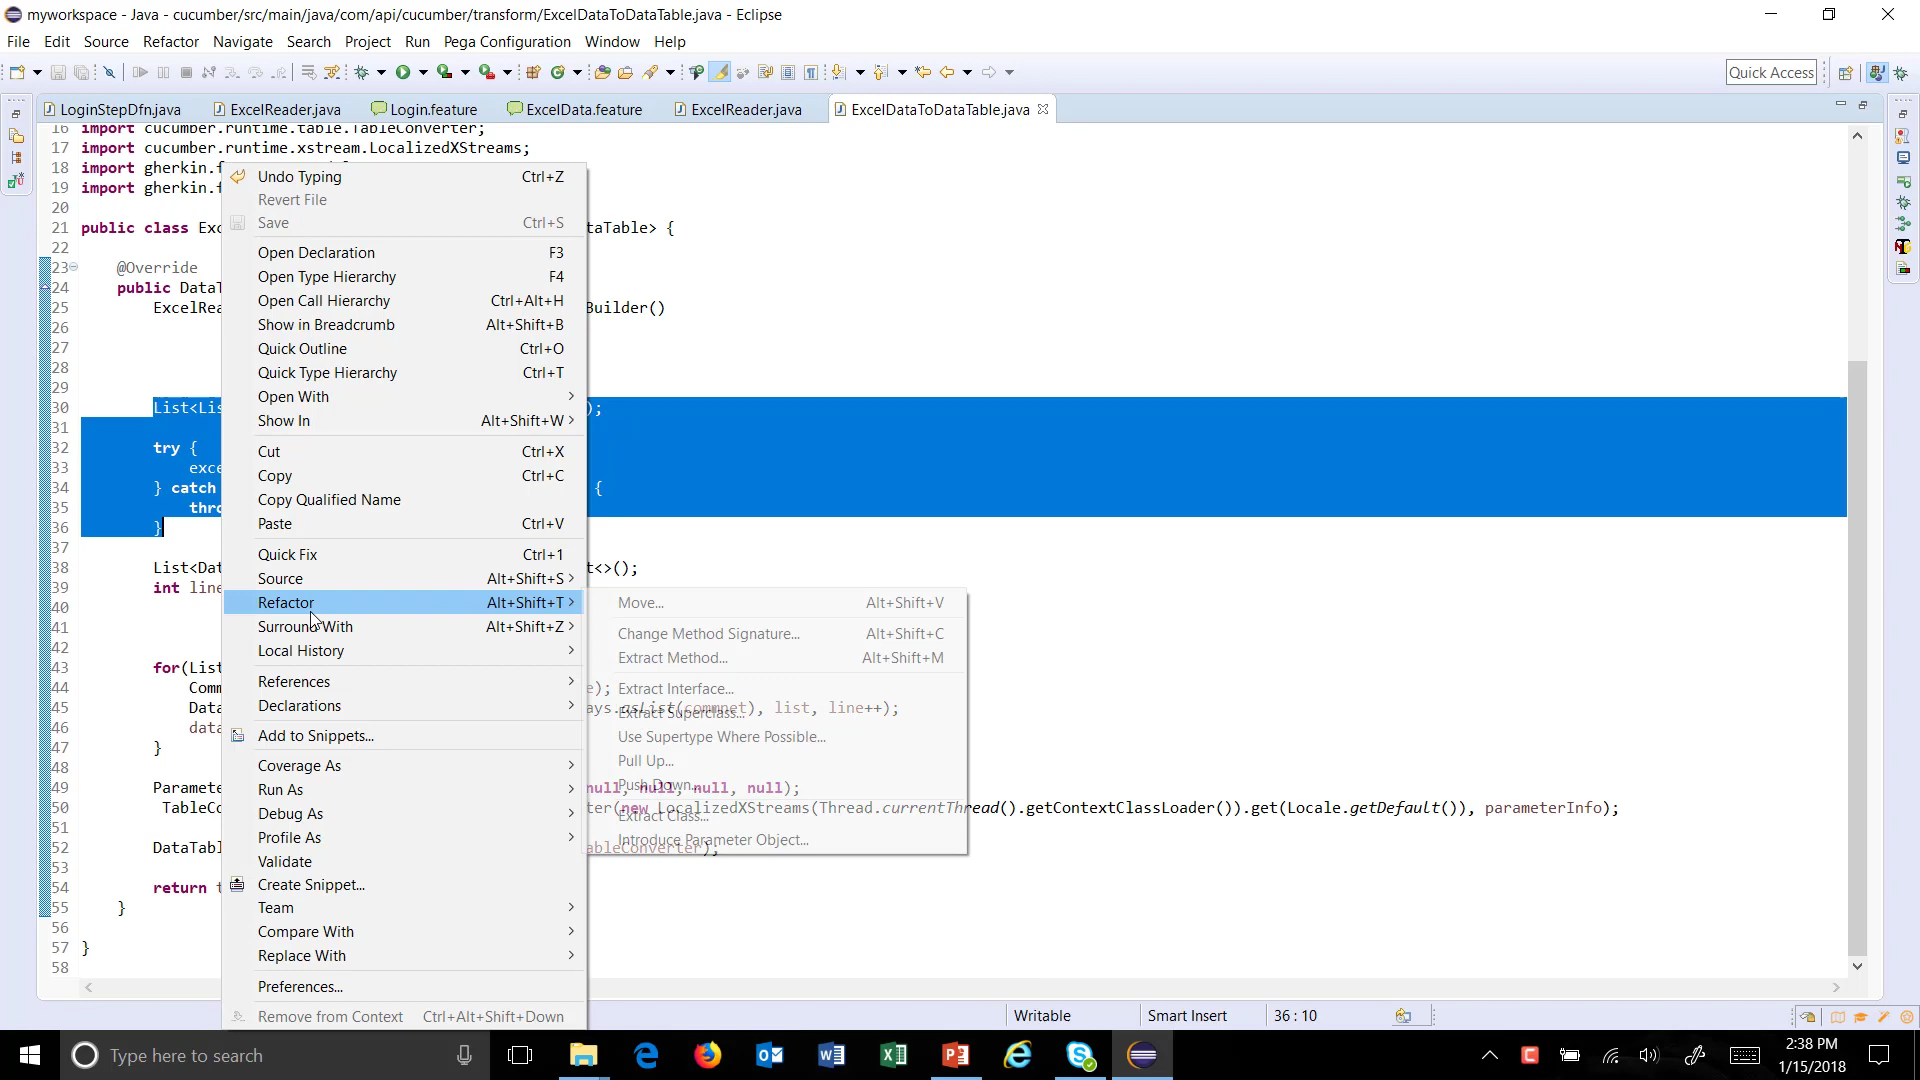 myworkspace - Java - cucumber/src/main/java/com/api/cucumber/transform/ExcelDataToDataTable.java - Eclipse
File Edit Source Refactor Navigate Search Project Run Pega Configuration Window Help
Quick Access
LoginStepDfn.java ExcelReader.java Login.feature ExcelData.feature ExcelReader.java ExcelDataToDataTable.java
16 import cucumber.runtime.table.TableConverter;
17 import cucumber.runtime.xstream.LocalizedXStreams;
18 import gherkin.f
19 import gherkin.f
20
21 public class Exc taTable> {
22
23 @Override
24 public DataT
25 ExcelRea Builder()
26
27
28
29
30 List<Lis );
31
32 try {
33 exce
34 } catch {
35 thro
36 }
37
38 List<Dat t<>();
39 int line
40
41
42
43 for(List
44 Comm e);
45 Dat ays.asList(commnet), list, line++);
46 data
47 }
48
49 Paramete null, null, null, null);
50 TableCo ter(new LocalizedXStreams(Thread.currentThread().getContextClassLoader()).get(Locale.getDefault()), parameterInfo);
51
52 DataTabl ableConverter);
53
54 return t
55 }
56
57 }
58
Undo Typing Ctrl+Z
Revert File
Save Ctrl+S
Open Declaration F3
Open Type Hierarchy F4
Open Call Hierarchy Ctrl+Alt+H
Show in Breadcrumb Alt+Shift+B
Quick Outline Ctrl+O
Quick Type Hierarchy Ctrl+T
Open With
Show In Alt+Shift+W
Cut Ctrl+X
Copy Ctrl+C
Copy Qualified Name
Paste Ctrl+V
Quick Fix Ctrl+1
Source Alt+Shift+S
Refactor Alt+Shift+T
Surround With Alt+Shift+Z
Local History
References
Declarations
Add to Snippets...
Coverage As
Run As
Debug As
Profile As
Validate
Create Snippet...
Team
Compare With
Replace With
Preferences...
Remove from Context Ctrl+Alt+Shift+Down
Move... Alt+Shift+V
Change Method Signature... Alt+Shift+C
Extract Method... Alt+Shift+M
Extract Interface...
Extract Superclass...
Use Supertype Where Possible...
Pull Up...
Push Down...
Extract Class...
Introduce Parameter Object...
Writable Smart Insert 36 : 10
Type here to search
2:38 PM
1/15/2018